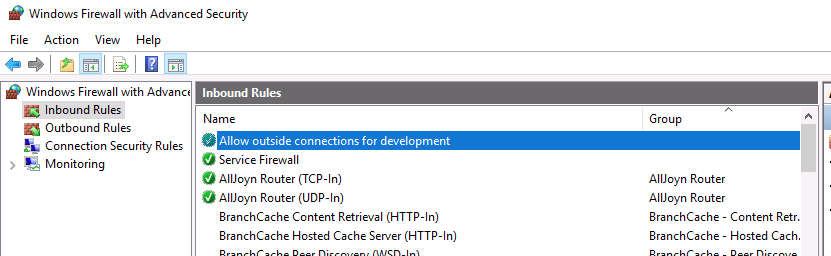 Windows Firewall with Advanced Security
File Action View Help
Windows Firewall with Advance
Inbound Rules
Outbound Rules
Connection Security Rules
Monitoring
Inbound Rules
Name Group
Allow outside connections for development
Service Firewall
AllJoyn Router (TCP-In) AllJoyn Router
AllJoyn Router (UDP-In) AllJoyn Router
BranchCache Content Retrieval (HTTP-In) BranchCache - Content Retr...
BranchCache Hosted Cache Server (HTTP-In) BranchCache - Hosted Cach...
BranchCache Peer Discovery (WSD-In) BranchCache - Peer Discove...